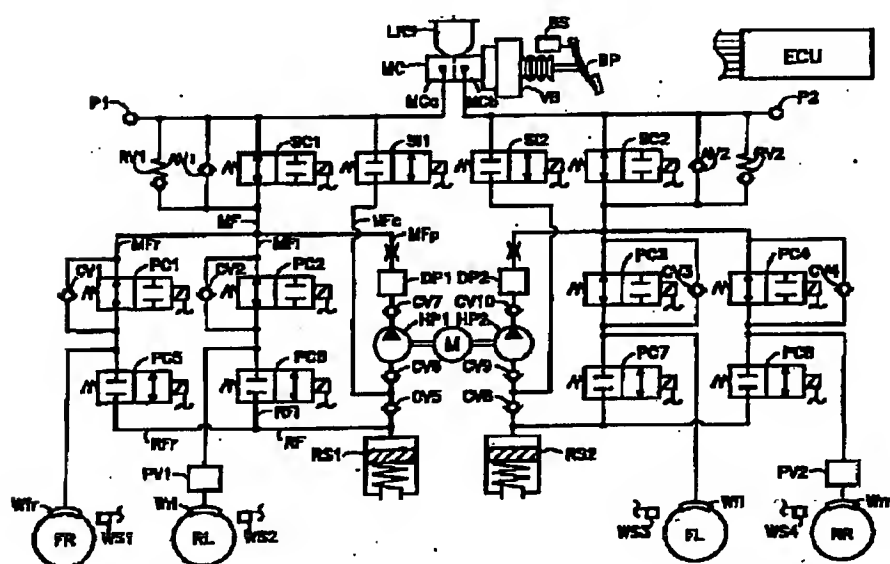 BS
MC
ECU
BP
MCa
MCb
VB
P1
P2
RV1
AV1
SC1
SI1
SI2
SC2
AV2
RV2
MF
MFr
MFl
MFc
MFp
CV1
PC1
CV2
PC2
DP1
DP2
PC3
CV3
PC4
CV4
CV7
CV10
HP1
M
HP2
PC5
PC6
CV8
CV9
PC7
PC8
CV5
CV6
RFr
RFl
RF
RS1
RS2
PV1
PV2
Wfr
Wrl
Wfl
Wrr
FR
WS1
RL
WS2
WS3
FL
WS4
RR